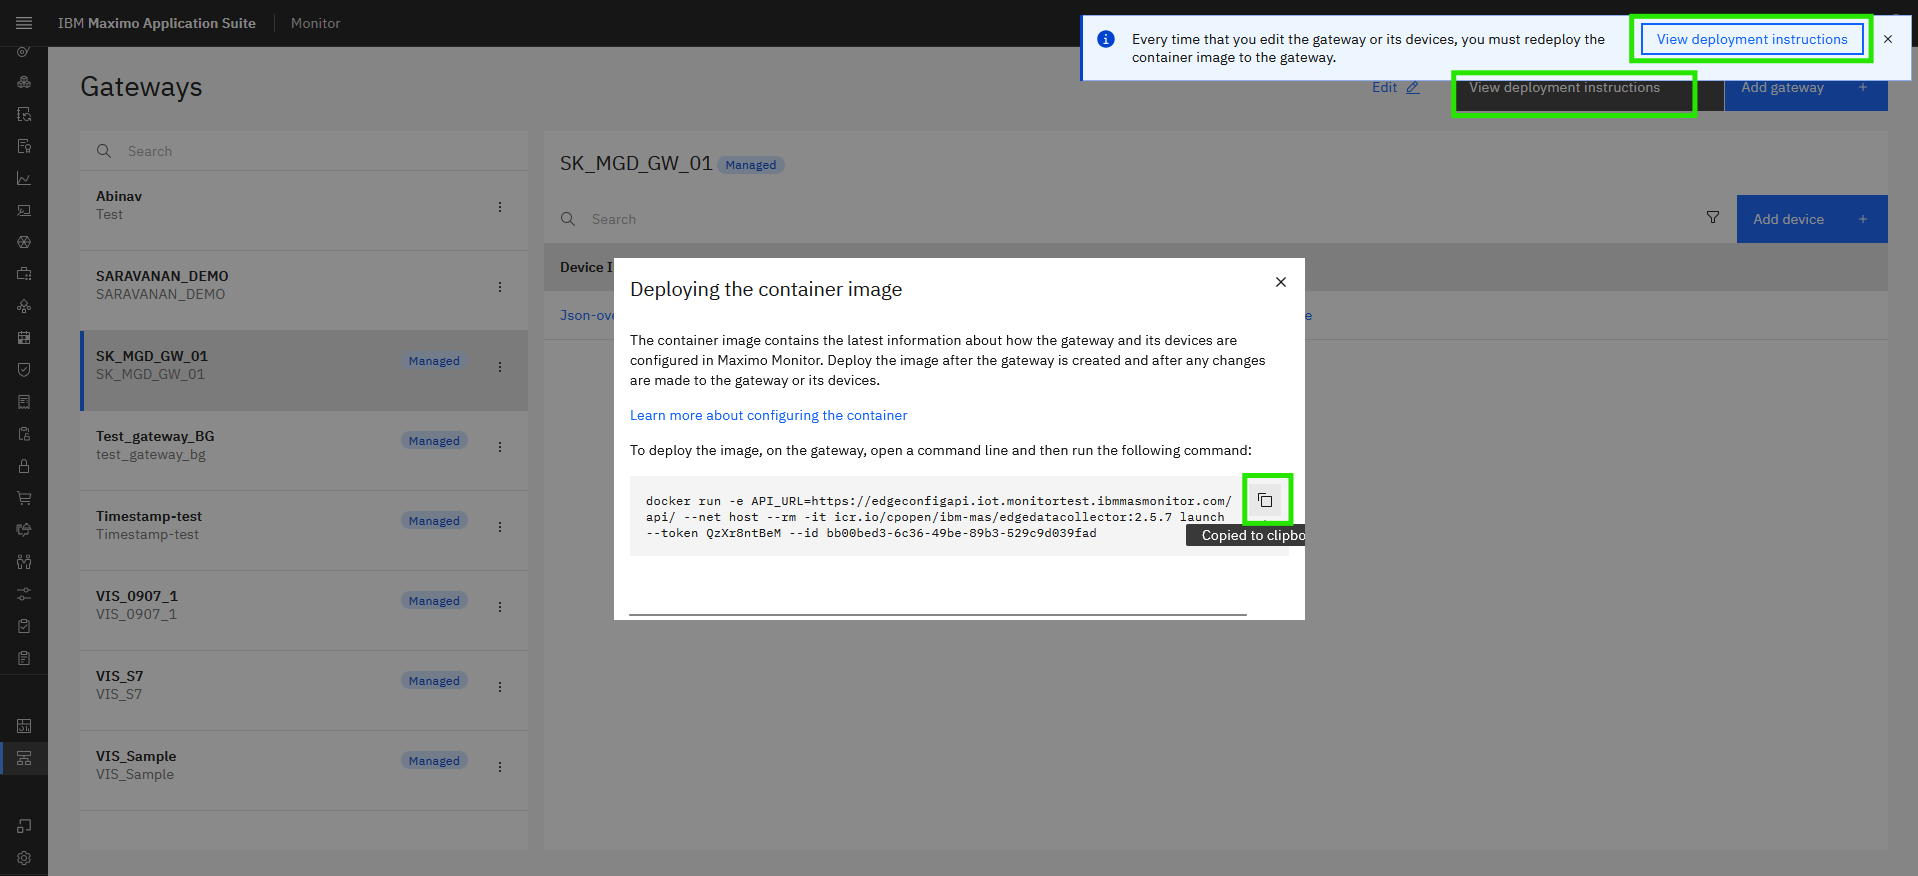 IBM Maximo Application Suite
Monitor
Every time that you edit the gateway or its devices, you must redeploy the
container image to the gateway.
View deployment instructions
Gateways
Edit
View deployment instructions
Add gateway
Search
Abinav
Test
SARAVANAN_DEMO
SARAVANAN_DEMO
SK_MGD_GW_01
SK_MGD_GW_01
Managed
Test_gateway_BG
test_gateway_bg
Managed
Timestamp-test
Timestamp-test
Managed
VIS_0907_1
VIS_0907_1
Managed
VIS_S7
VIS_S7
Managed
VIS_Sample
VIS_Sample
Managed
SK_MGD_GW_01 Managed
Search
Add device
Device I
Json-ove
e
Deploying the container image
The container image contains the latest information about how the gateway and its devices are
configured in Maximo Monitor. Deploy the image after the gateway is created and after any changes
are made to the gateway or its devices.
Learn more about configuring the container
To deploy the image, on the gateway, open a command line and then run the following command:
docker run -e API_URL=https://edgeconfigapi.iot.monitortest.ibmmasmonitor.com/
api/ --net host --rm -it icr.io/cpopen/ibm-mas/edgedatacollector:2.5.7 launch
--token QzXr8ntBeM --id bb00bed3-6c36-49be-89b3-529c9d039fad
Copied to clipbo